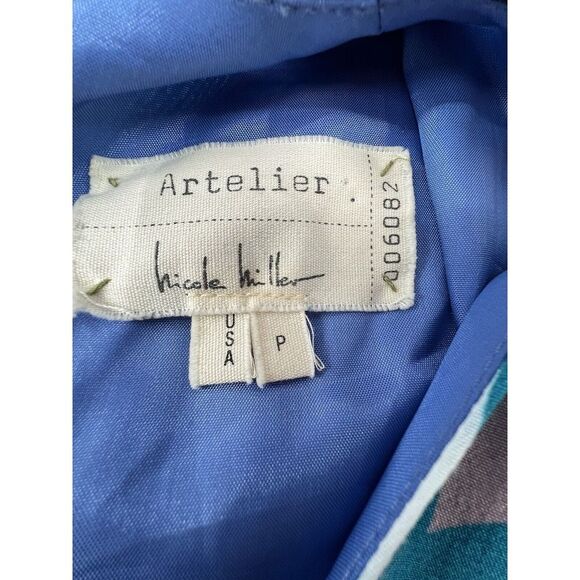 Artelier
006082
nicole miller
USA
P